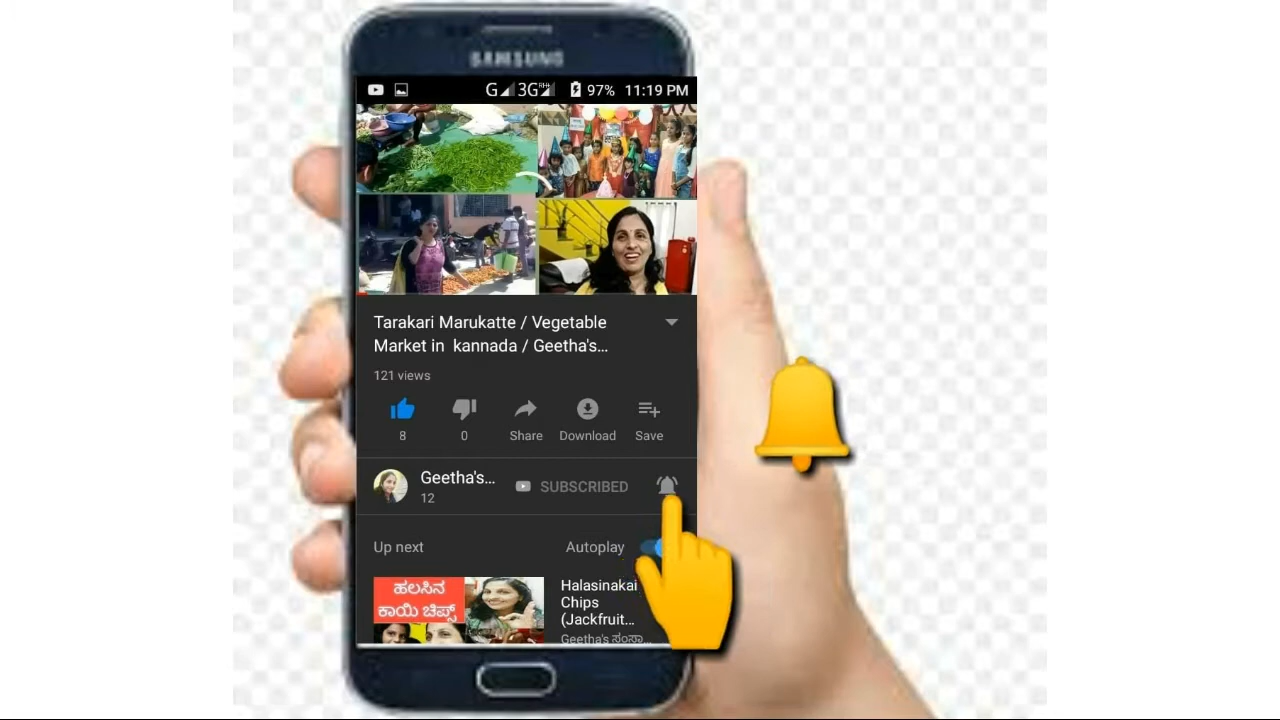 SAMSUNG
G 3G 97% 11:19 PM
Tarakari Marukatte / Vegetable
Market in kannada / Geetha's...
121 views
8 0 Share Download Save
Geetha's... SUBSCRIBED
12
Up next Autoplay
ಹಲಸಿನ
ಕಾಯಿ ಚಿಪ್ಸ್
Halasinakai
Chips
(Jackfruit...
Geetha's ಸಂಸಾ...